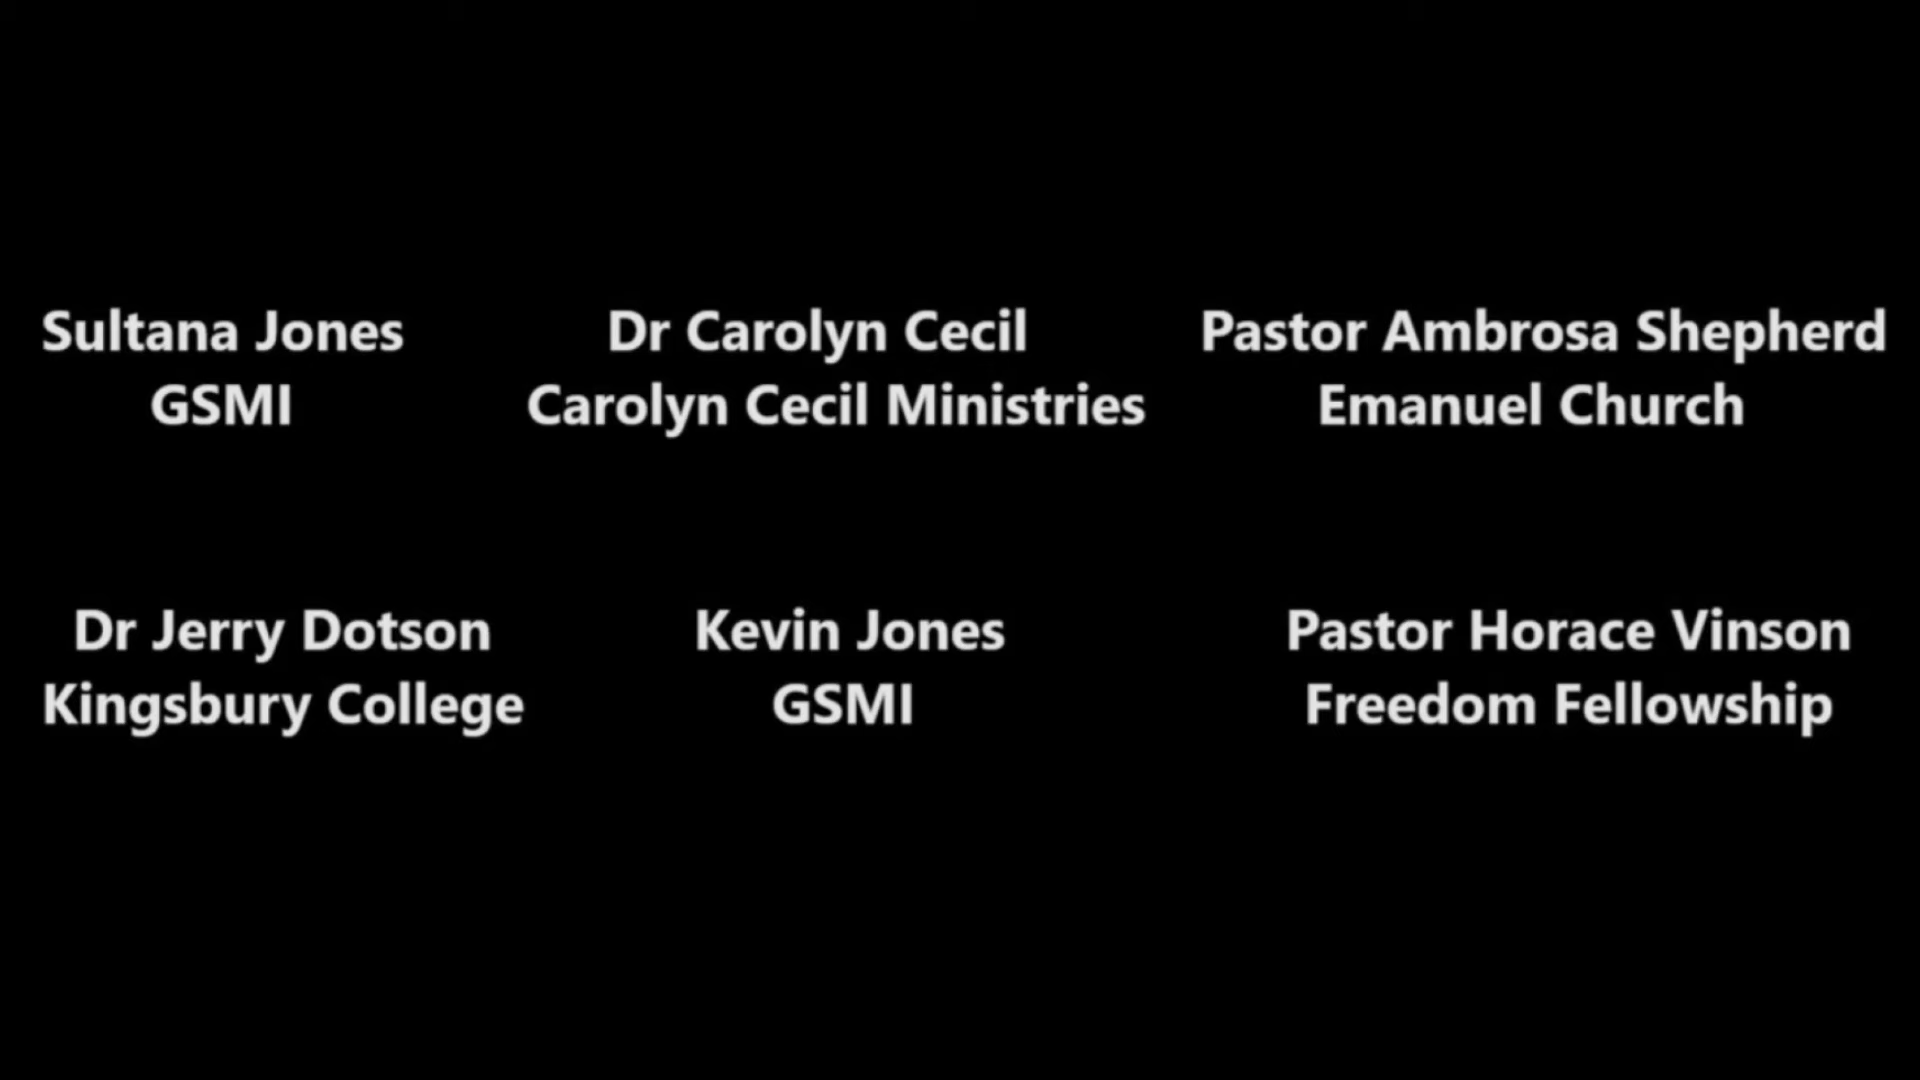 Sultana Jones
GSMI
Dr Carolyn Cecil
Carolyn Cecil Ministries
Pastor Ambrosa Shepherd
Emanuel Church
Dr Jerry Dotson
Kingsbury College
Kevin Jones
GSMI
Pastor Horace Vinson
Freedom Fellowship